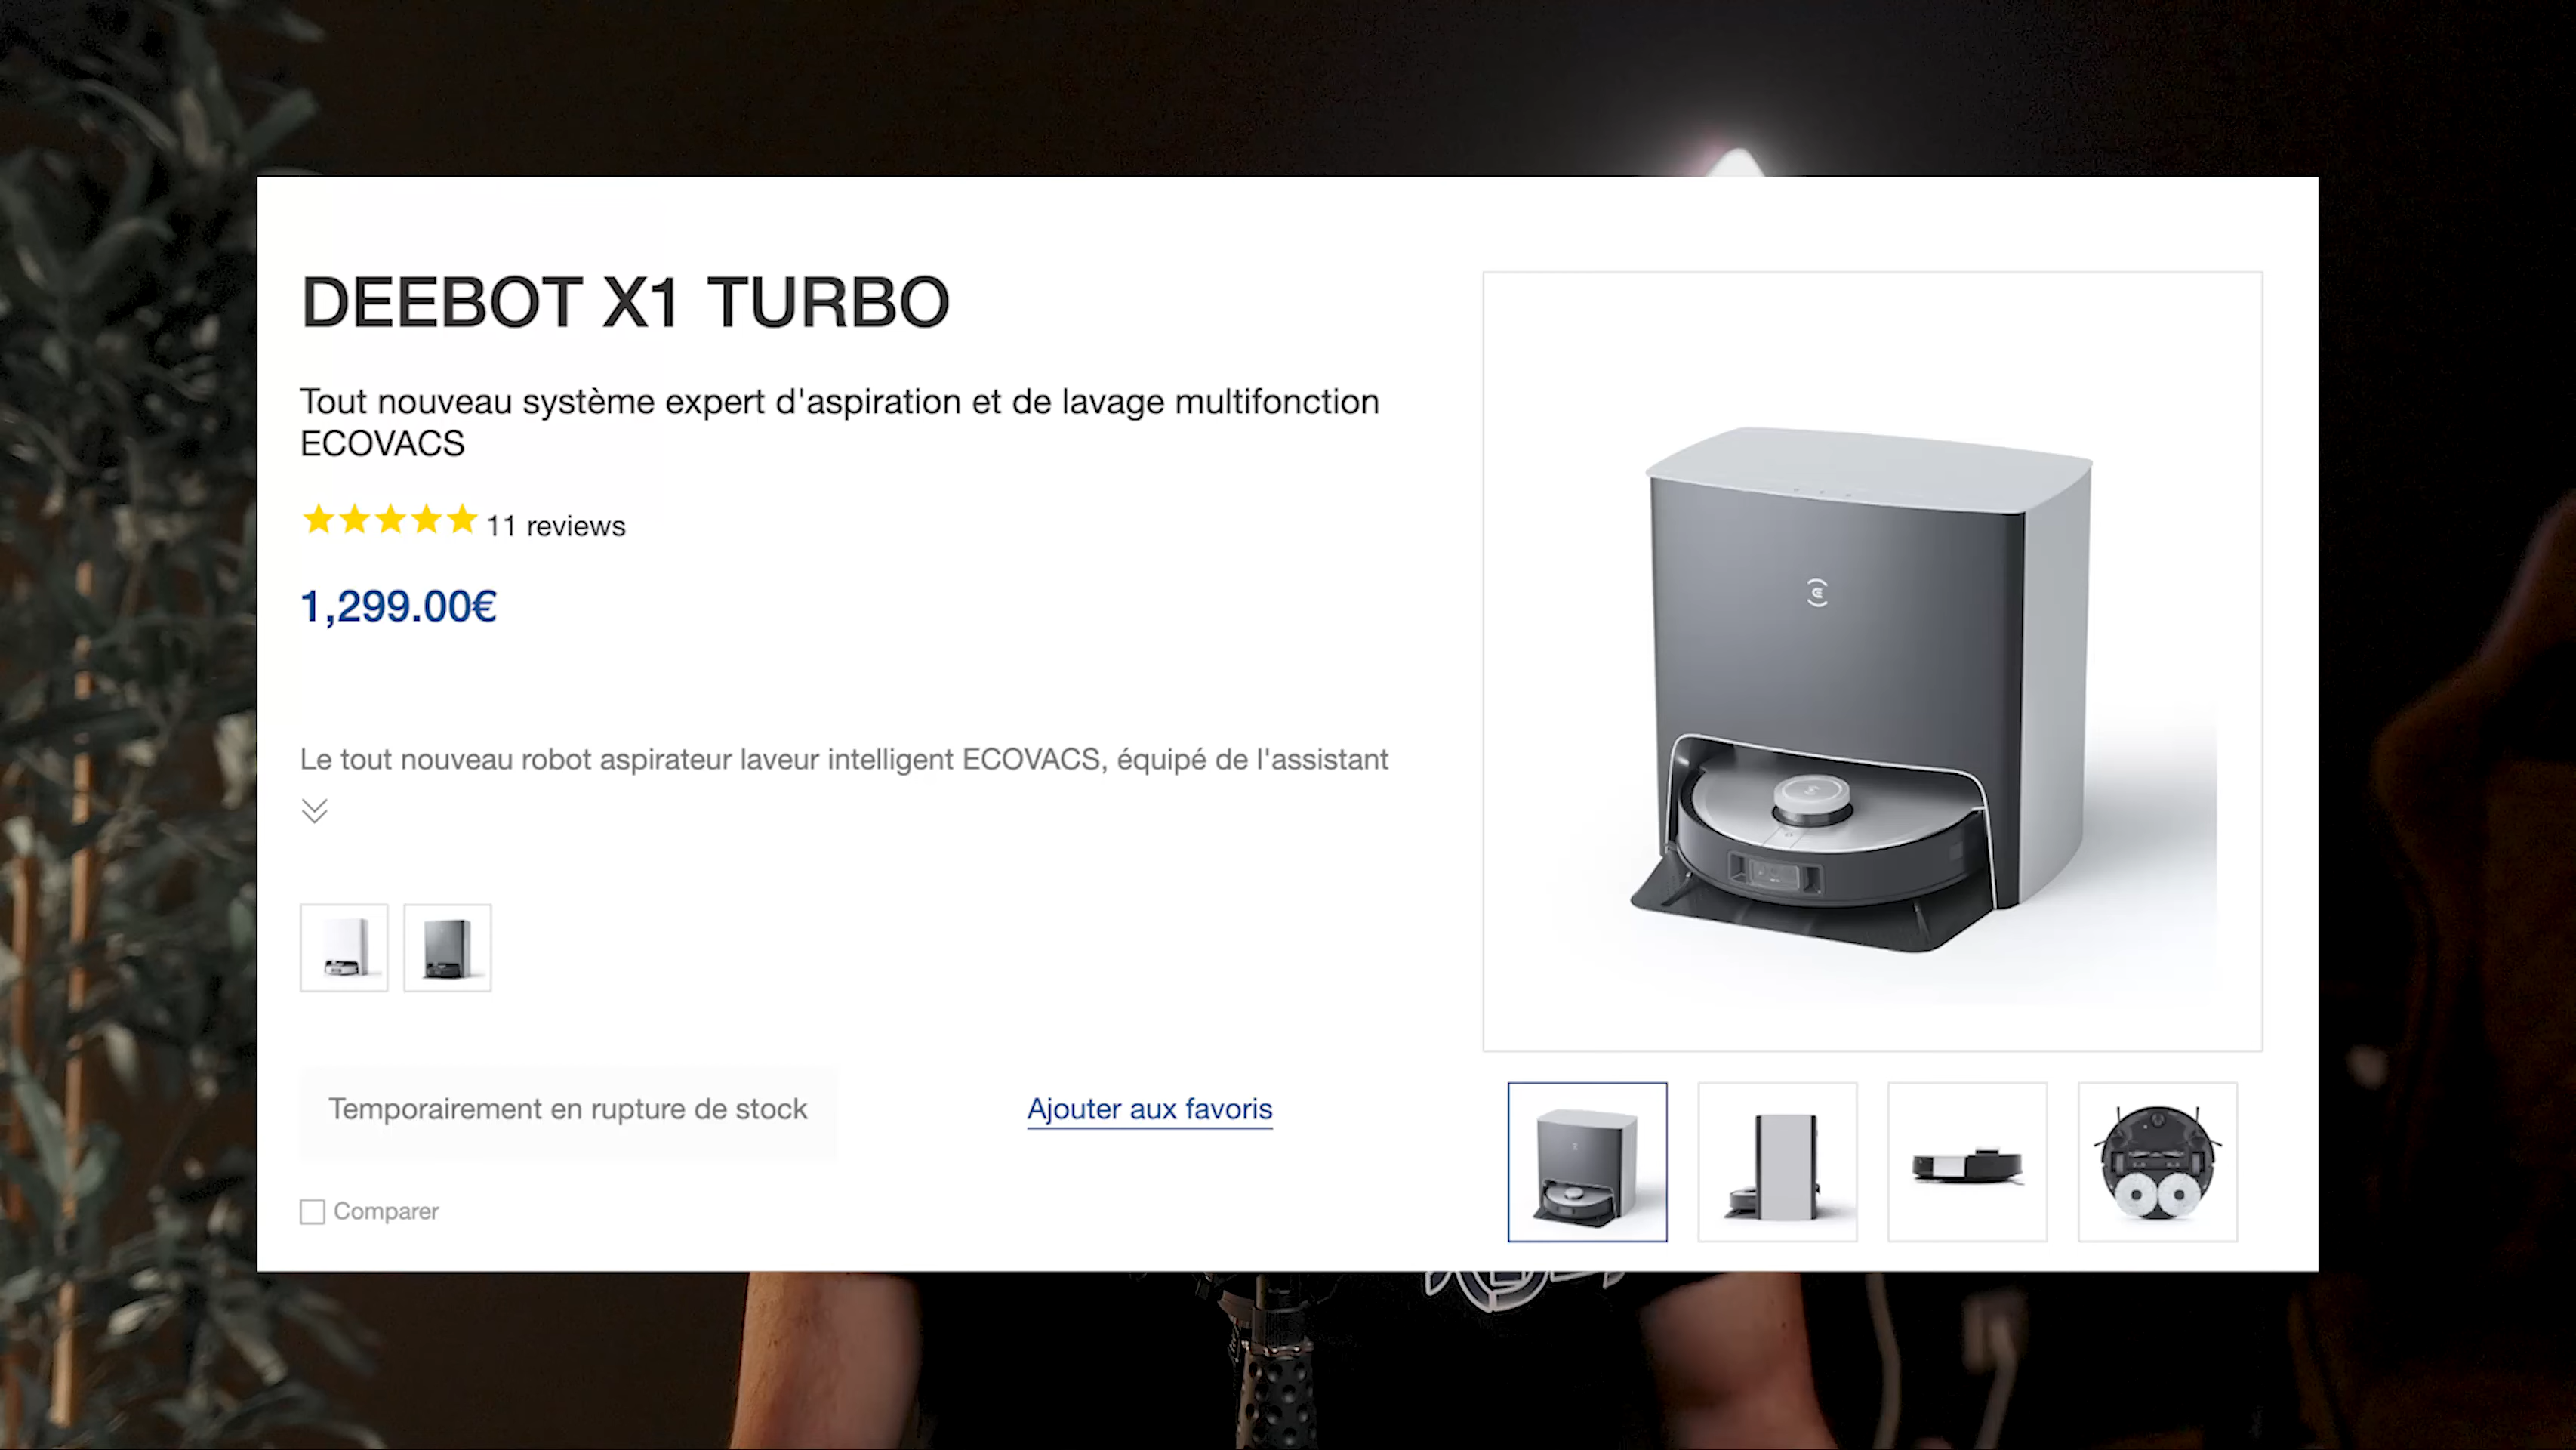 DEEBOT X1 TURBO
Tout nouveau système expert d'aspiration et de lavage multifonction
ECOVACS
11 reviews
1,299.00€
Le tout nouveau robot aspirateur laveur intelligent ECOVACS, équipé de l'assistant
Temporairement en rupture de stock
Ajouter aux favoris
Comparer